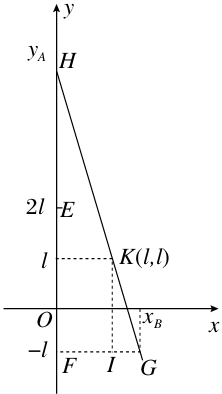 y
y_A H
2l E
l K(l,l)
O x_B x
-l F I G